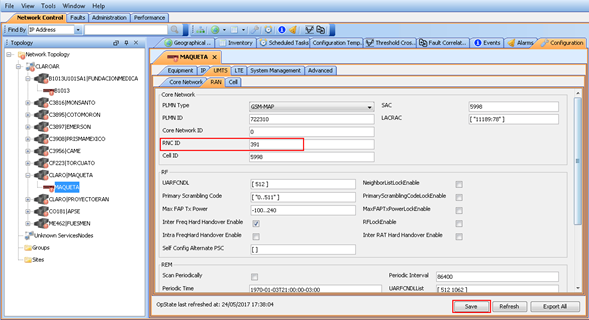 File View Tools Window Help
Network Control Faults Administration Performance
Find By IP Address
Topology
Network Topology
CLAROAR
B1013U101SA1|FUNDACIONMEDICA
B1013
C3816|MONSANTO
C3895|COTOMORON
C3897|EMERSON
C3908|PRISMAMEXICO
C3956|CAME
CF223|TORCUATO
CLARO|MAQUETA
MAQUETA
CLARO|PROYECTOERAN
CO181|APSE
ME462|FUESMEN
Unknown ServicesNodes
Groups
Sites
Geographical ... Inventory Scheduled Tasks Configuration Temp... Threshold Cros... Fault Correlat... Events Alarms Configuration
MAQUETA
Equipment IP UMTS LTE System Management Advanced
Core Network RAN Cell
Core Network
PLMN Type GSM-MAP SAC 5998
PLMN ID 722310 LACRAC ["11189:78"]
Core Network ID 0
RNC ID 391
Cell ID 5998
RF
UARFCNDL [512] NeighborListLockEnable
Primary Scrambling Code ["0..511"] PrimaryScramblingCodeLockEnable
Max FAP Tx Power -100..240 MaxFAPTxPowerLockEnable
Inter Freq Hard Handover Enable RFLockEnable
Intra FreqHard Handover Enable Inter RAT Hard Handover Enable
Self Config Alternate PSC []
REM
Scan Periodically Periodic Interval 86400
Periodic Time 1970-01-03T21:00:00-03:00 UARFCNDLList [512 1062]
OpState last refreshed at: 24/05/2017 17:38:04 Save Refresh Export All